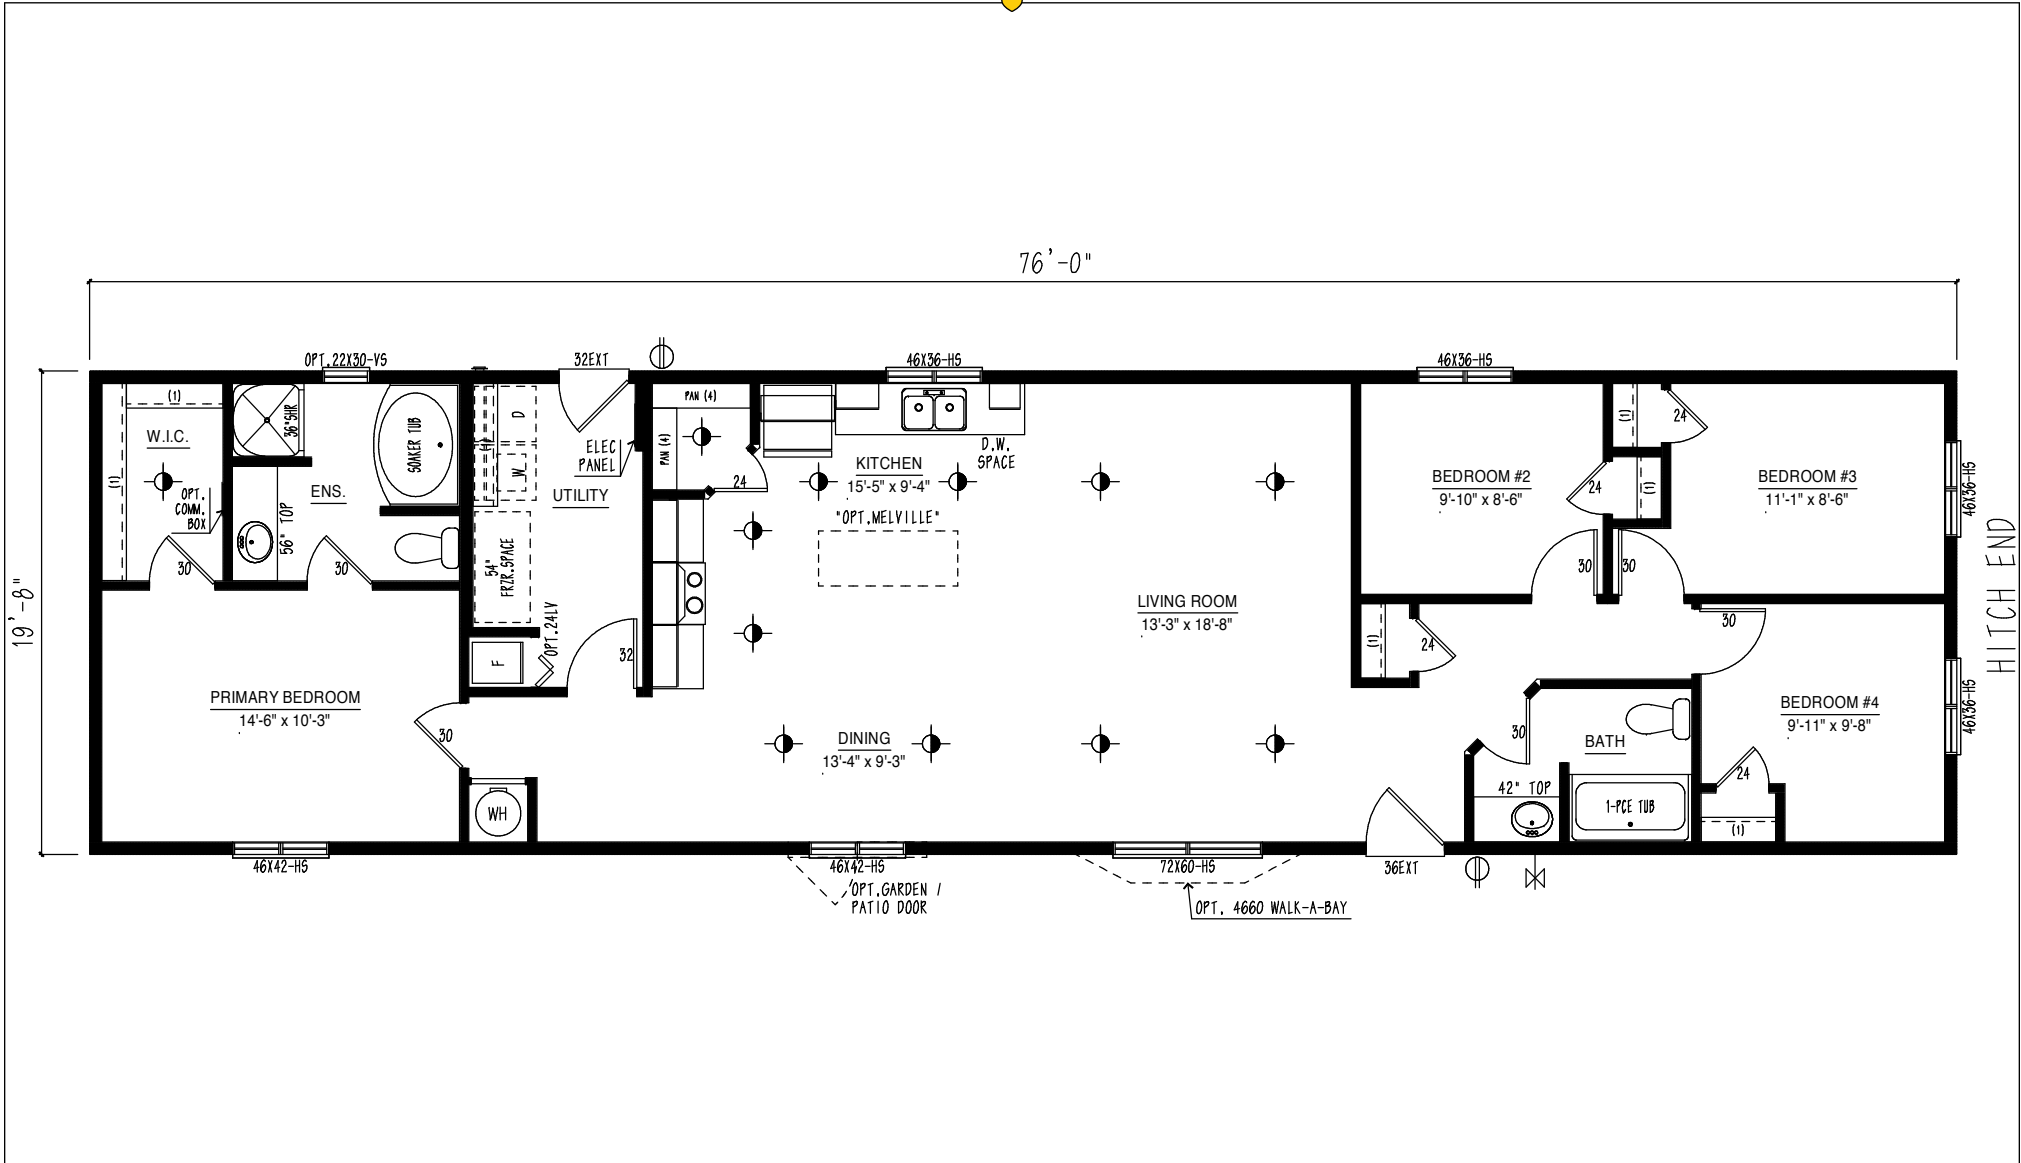 76'-0"
OPT.22X30-VS
32EXT
46X36-HS
46X36-HS
(1)
W.I.C.
(1)
OPT.
COMM.
BOX
30
36"SHR
SOAKER TUB
ENS.
56" TOP
30
D
W
(1)
54"
FRZR.SPACE
ELEC
PANEL
UTILITY
F
OPT.24LV
32
PAN (4)
PAN (4)
24
KITCHEN
15'-5" x 9'-4"
D.W.
SPACE
"OPT.MELVILLE"
LIVING ROOM
13'-3" x 18'-8"
BEDROOM #2
9'-10" x 8'-6"
(1)
24
24
(1)
30
30
BEDROOM #3
11'-1" x 8'-6"
46X36-HS
HITCH END
19'-8"
PRIMARY BEDROOM
14'-6" x 10'-3"
30
WH
DINING
13'-4" x 9'-3"
(1)
24
30
30
BATH
42" TOP
1-PCE TUB
BEDROOM #4
9'-11" x 9'-8"
24
(1)
46X36-HS
46X42-HS
46X42-HS
OPT.GARDEN /
PATIO DOOR
72X60-HS
OPT. 4660 WALK-A-BAY
36EXT